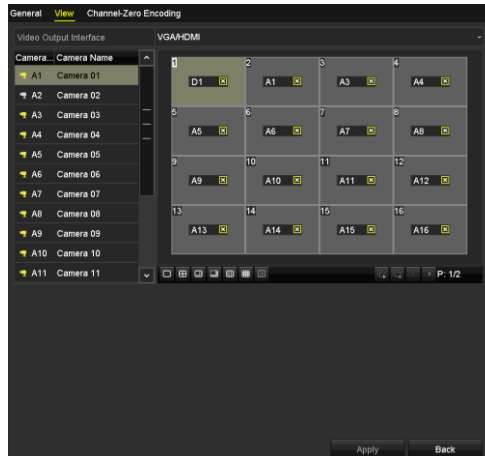 General View Channel-Zero Encoding
Video Output Interface VGA/HDMI
Camera... Camera Name
A1 Camera 01
A2 Camera 02
A3 Camera 03
A4 Camera 04
A5 Camera 05
A6 Camera 06
A7 Camera 07
A8 Camera 08
A9 Camera 09
A10 Camera 10
A11 Camera 11
1 2 3 4
D1 A1 A3 A4
5 6 7 8
A5 A6 A7 A8
9 10 11 12
A9 A10 A11 A12
13 14 15 16
A13 A14 A15 A16
P: 1/2
Apply Back